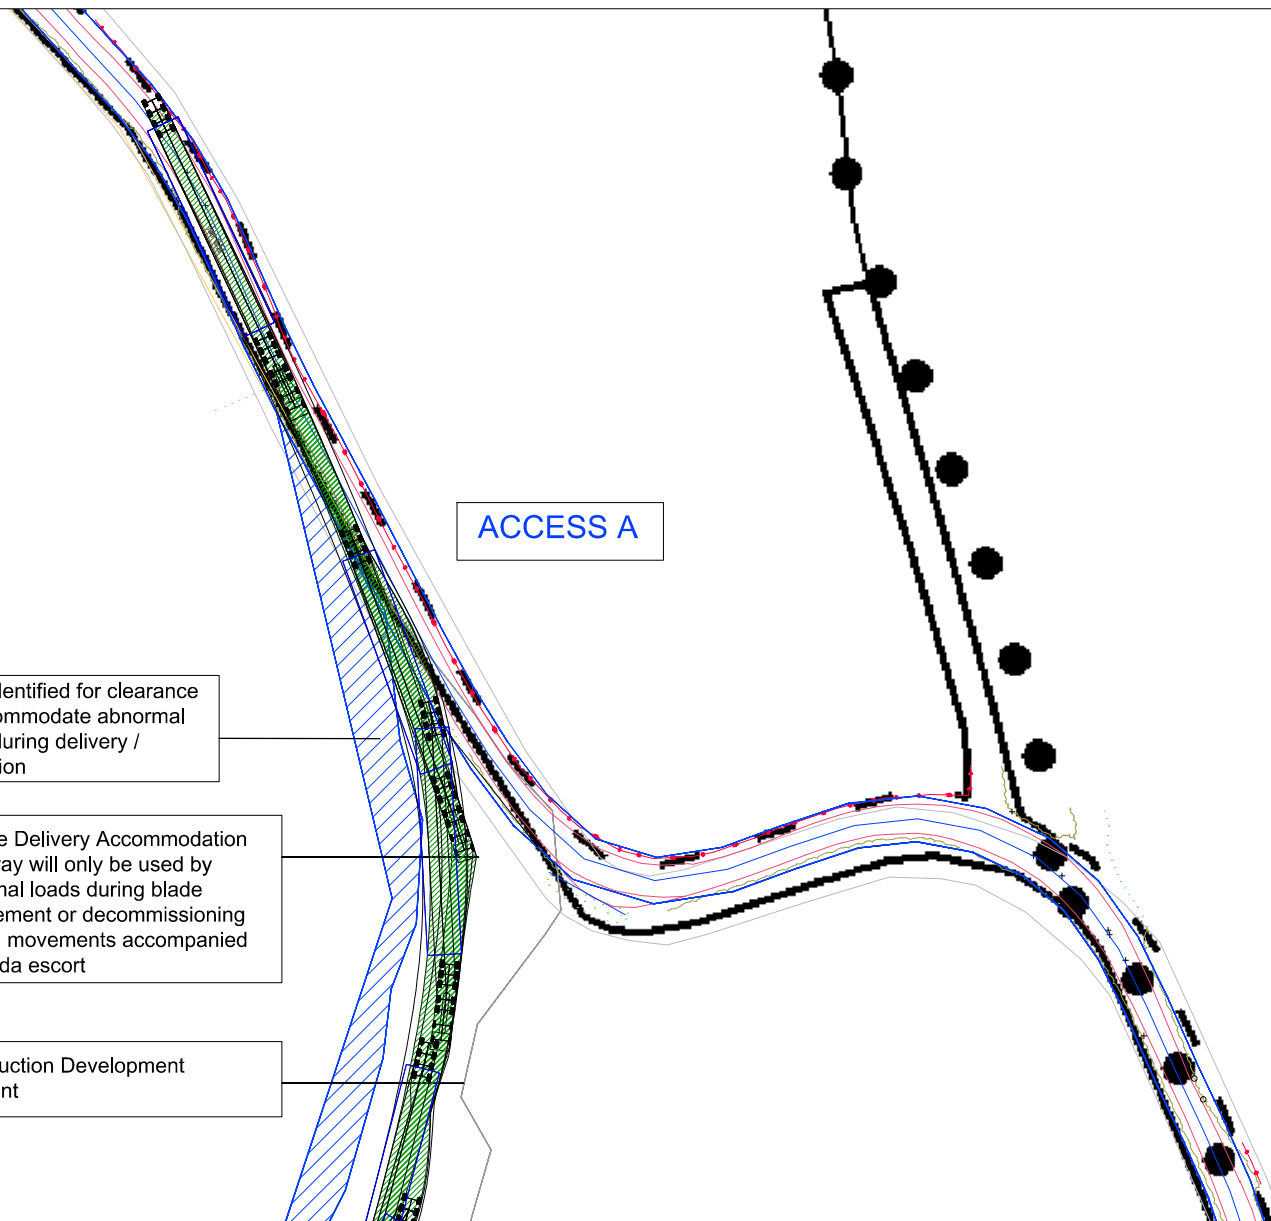 ACCESS A
dentified for clearance
ommodate abnormal
during delivery /
ion
e Delivery Accommodation
ray will only be used by
nal loads during blade
ement or decommissioning
movements accompanied
da escort
uction Development
nt